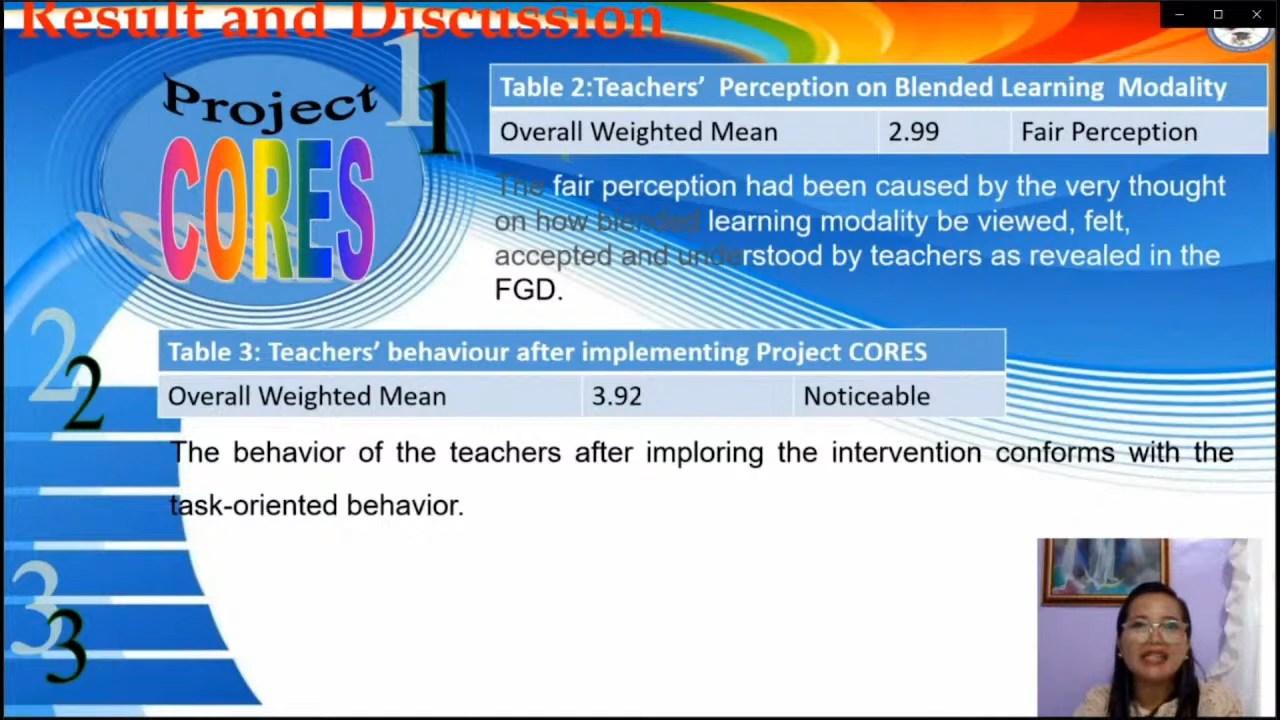 Result and Discussion
Project
CORES
1
1
Table 2:Teachers' Perception on Blended Learning Modality
Overall Weighted Mean 2.99 Fair Perception
The fair perception had been caused by the very thought
on how blended learning modality be viewed, felt,
accepted and understood by teachers as revealed in the
FGD.
2
2
Table 3: Teachers' behaviour after implementing Project CORES
Overall Weighted Mean 3.92 Noticeable
The behavior of the teachers after imploring the intervention conforms with the
task-oriented behavior.
3
3